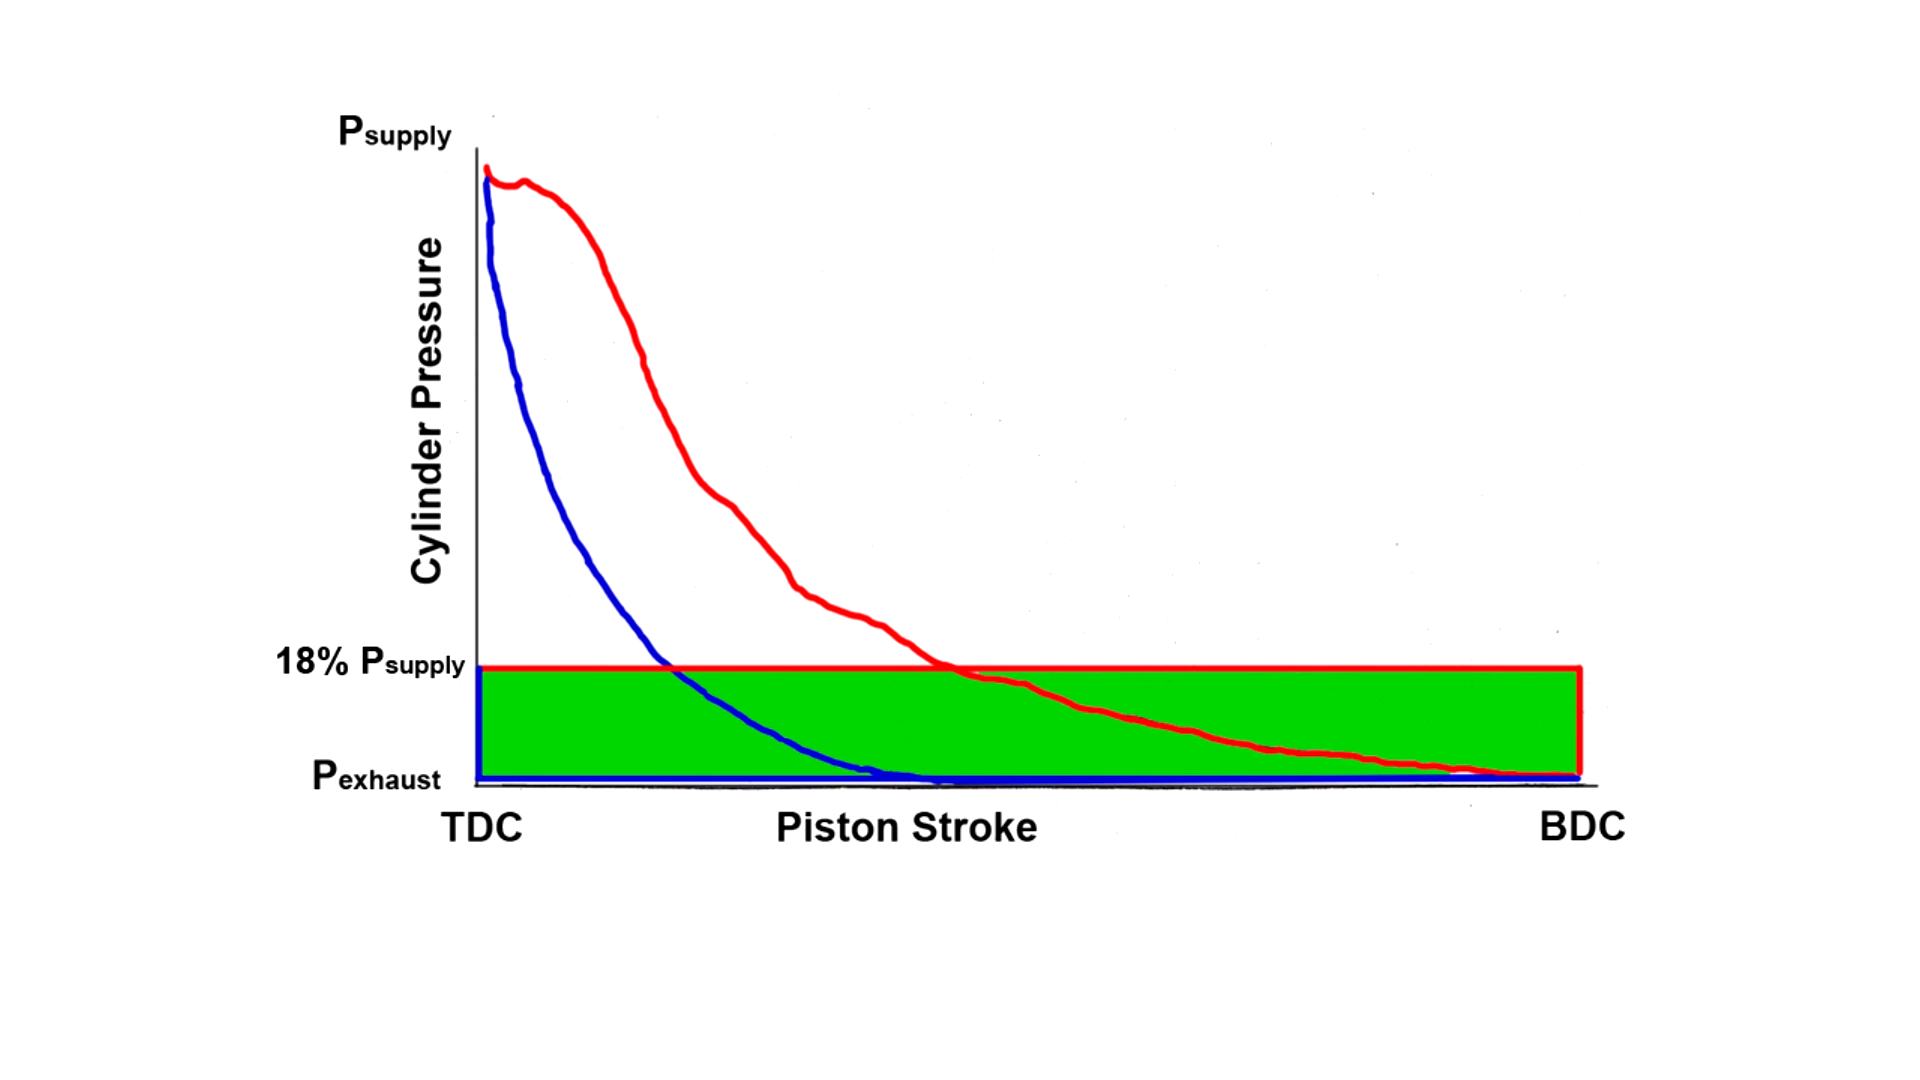 Psupply
Cylinder Pressure
18% Psupply
Pexhaust
TDC
Piston Stroke
BDC